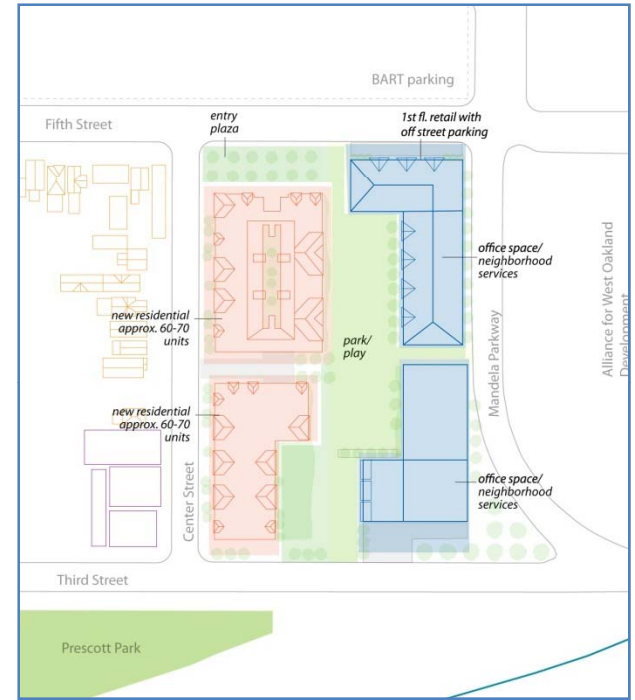 BART parking
Fifth Street
entry
plaza
1st fl. retail with
off street parking
office space/
neighborhood
services
new residential
approx. 60-70
units
park/
play
Mandela Parkway
Alliance for West Oakland
Development
new residential
approx. 60-70
units
office space/
neighborhood
services
Center Street
Third Street
Prescott Park